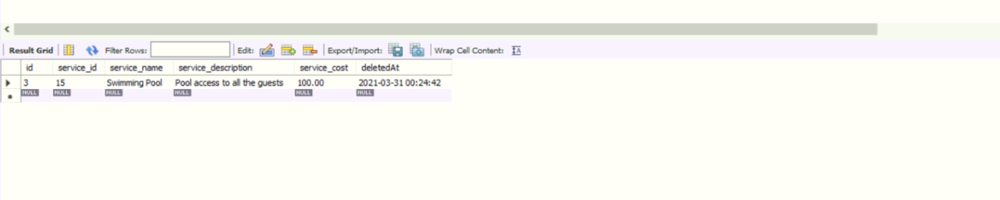 Result Grid Filter Rows: Edit: Export/Import: Wrap Cell Content: IA
id service_id service_name service_description service_cost deletedAt
3 15 Swimming Pool Pool access to all the guests 100.00 2021-03-31 00:24:42
NULL NULL NULL NULL NULL NULL